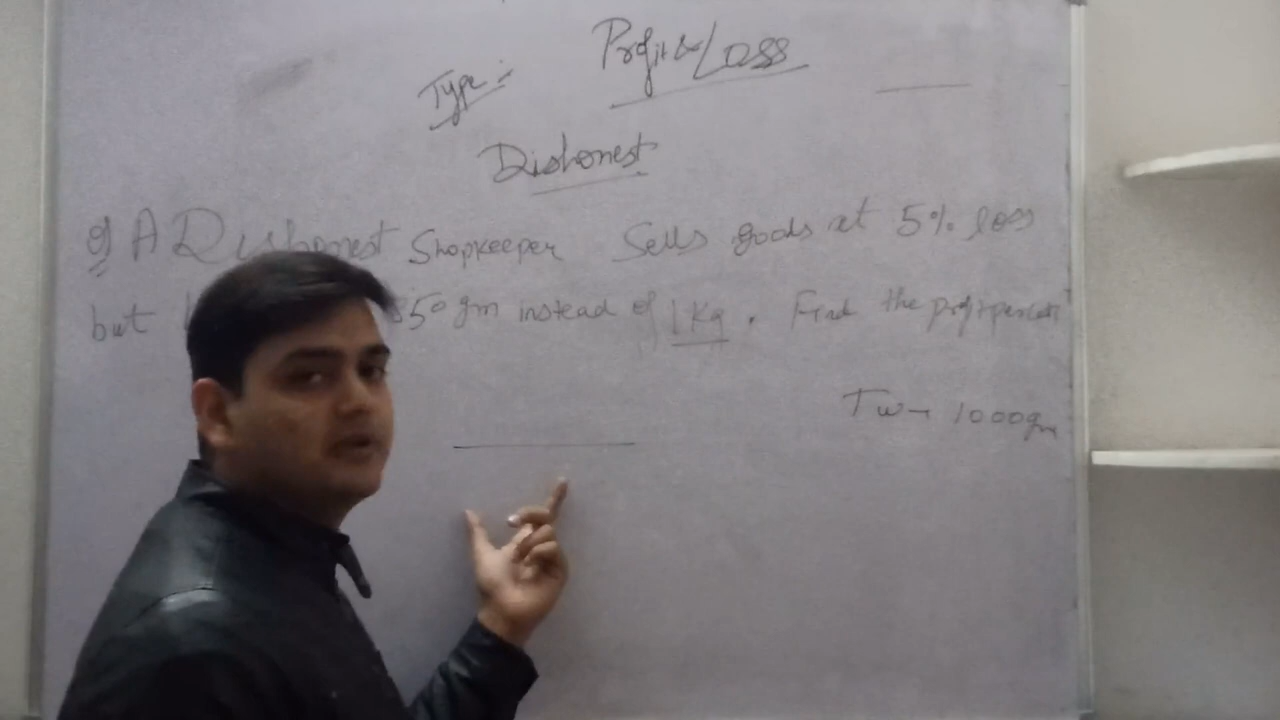 Profit & Loss
Type :-
Dishonest
Q) A Dishonest Shopkeeper Sells goods at 5% loss
but 850 gm instead of 1 Kg . Find the profit percent
Tw → 1000gm